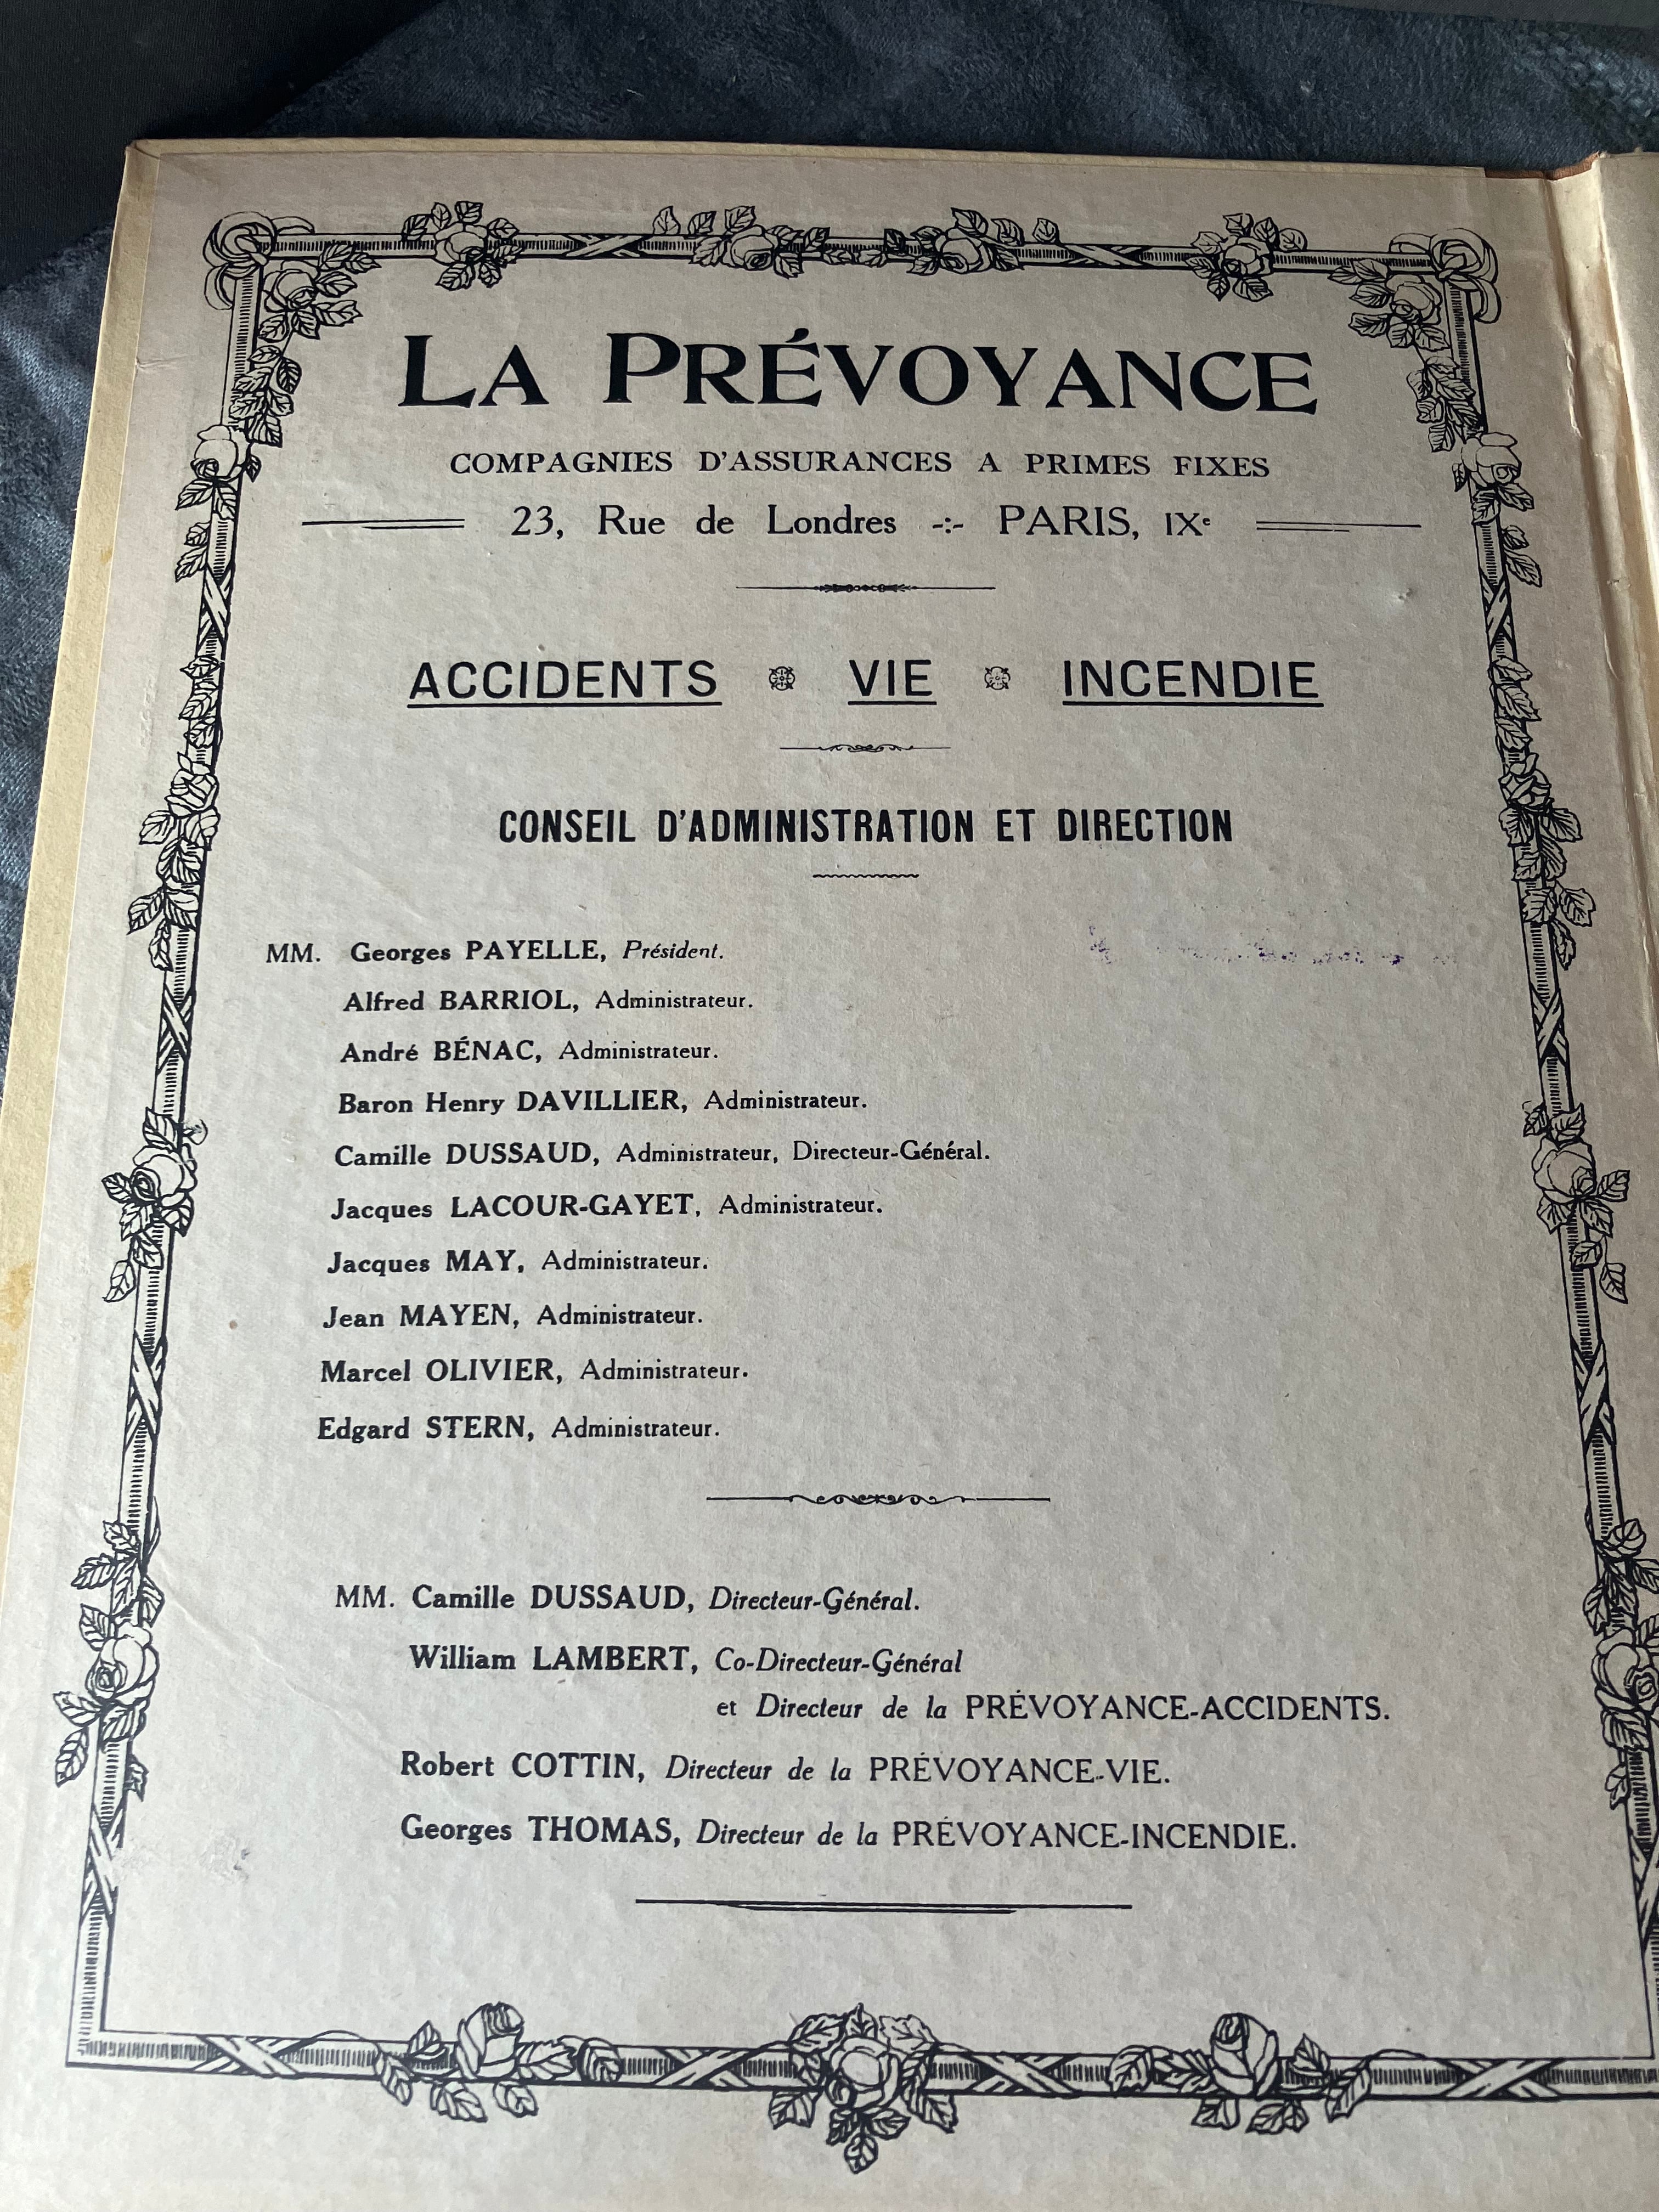 LA PRÉVOYANCE
COMPAGNIES D'ASSURANCES A PRIMES FIXES
23, Rue de Londres -:- PARIS, IXe
ACCIDENTS VIE INCENDIE
CONSEIL D'ADMINISTRATION ET DIRECTION
MM. Georges PAYELLE, Président.
Alfred BARRIOL, Administrateur.
André BÉNAC, Administrateur.
Baron Henry DAVILLIER, Administrateur.
Camille DUSSAUD, Administrateur, Directeur-Général.
Jacques LACOUR-GAYET, Administrateur.
Jacques MAY, Administrateur.
Jean MAYEN, Administrateur.
Marcel OLIVIER, Administrateur.
Edgard STERN, Administrateur.
MM. Camille DUSSAUD, Directeur-Général.
William LAMBERT, Co-Directeur-Général
et Directeur de la PRÉVOYANCE-ACCIDENTS.
Robert COTTIN, Directeur de la PRÉVOYANCE-VIE.
Georges THOMAS, Directeur de la PRÉVOYANCE-INCENDIE.